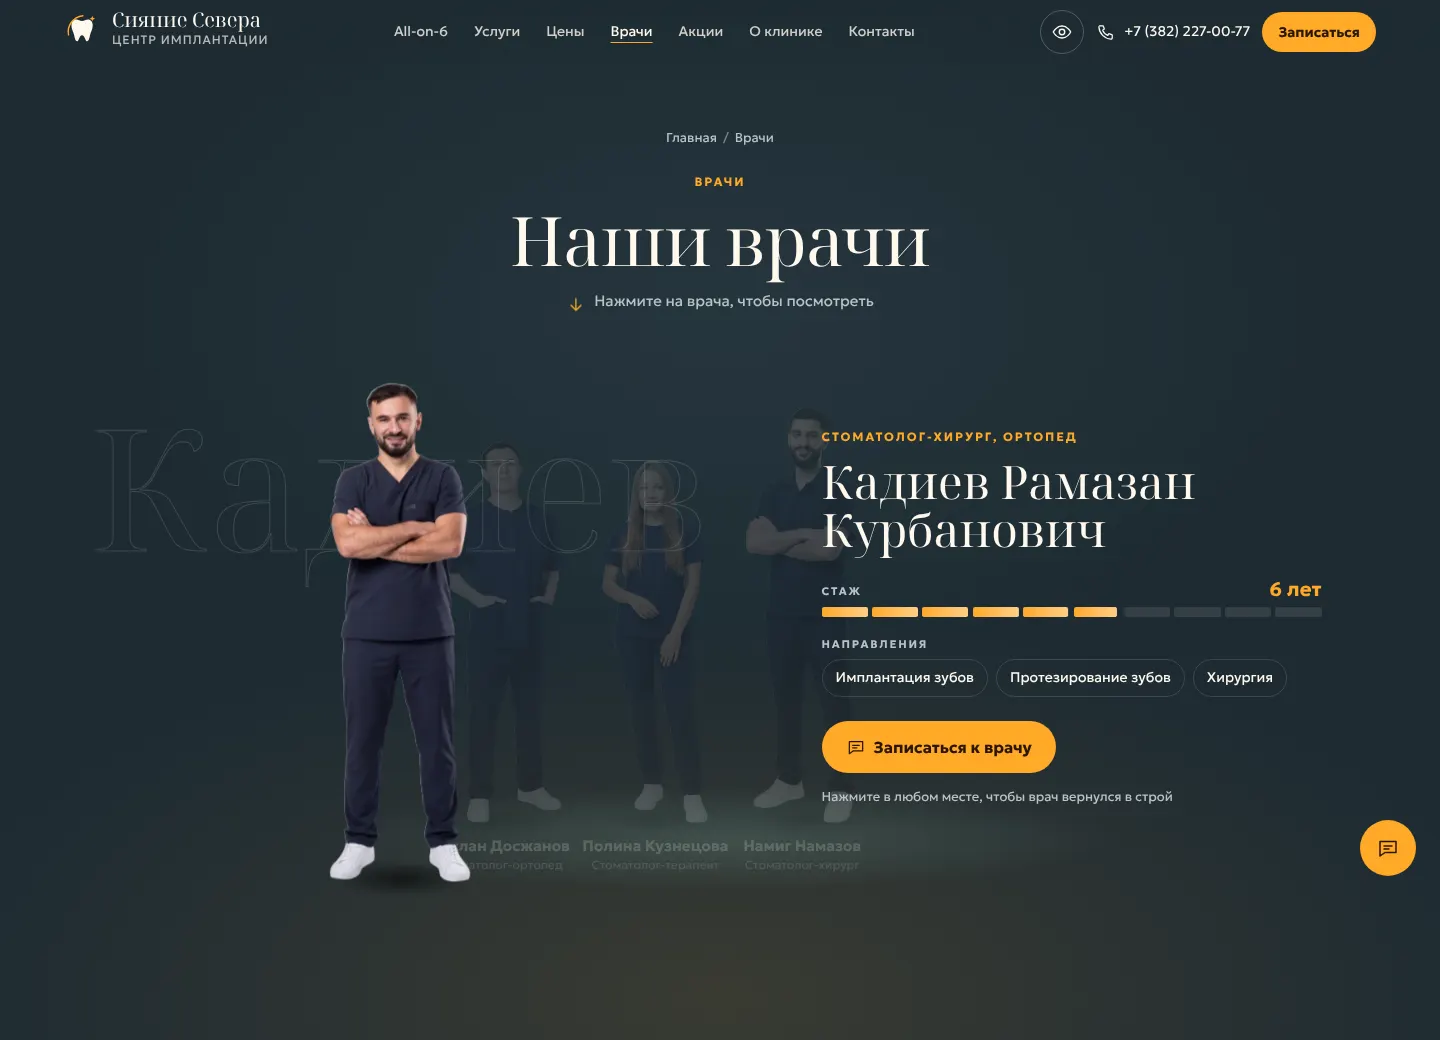 Сияние Севера
ЦЕНТР ИМПЛАНТАЦИИ
All-on-6
Услуги
Цены
Врачи
Акции
О клинике
Контакты
+7 (382) 227-00-77
Записаться
Главная / Врачи
ВРАЧИ
Наши врачи
Нажмите на врача, чтобы посмотреть
Кадиев
СТОМАТОЛОГ-ХИРУРГ, ОРТОПЕД
Кадиев Рамазан
Курбанович
СТАЖ
6 лет
НАПРАВЛЕНИЯ
Имплантация зубов
Протезирование зубов
Хирургия
Записаться к врачу
Нажмите в любом месте, чтобы врач вернулся в строй
Досжанов
Полина Кузнецова
Намиг Намазов
Стоматолог-терапевт
Стоматолог-хирург